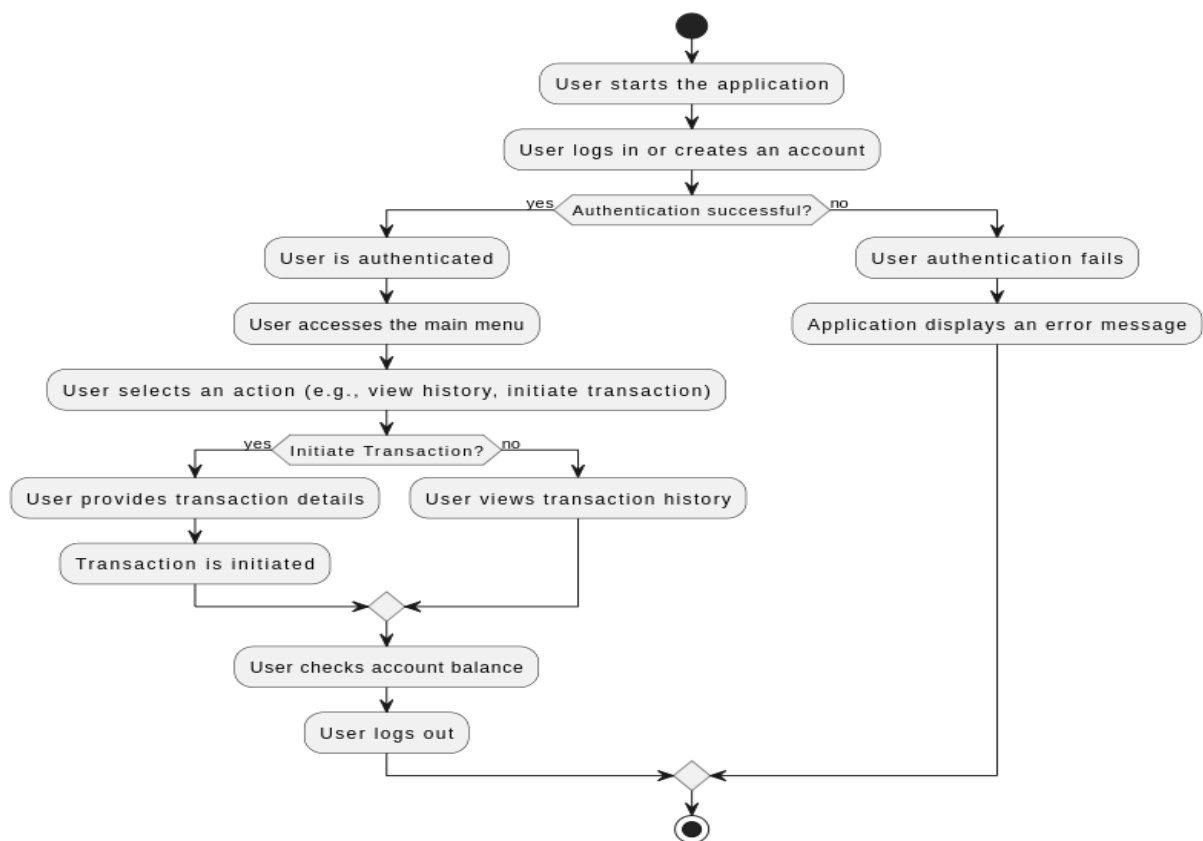 User starts the application
User logs in or creates an account
yes
Authentication successful?
no
User is authenticated
User authentication fails
User accesses the main menu
Application displays an error message
User selects an action (e.g., view history, initiate transaction)
yes
Initiate Transaction?
no
User provides transaction details
User views transaction history
Transaction is initiated
User checks account balance
User logs out